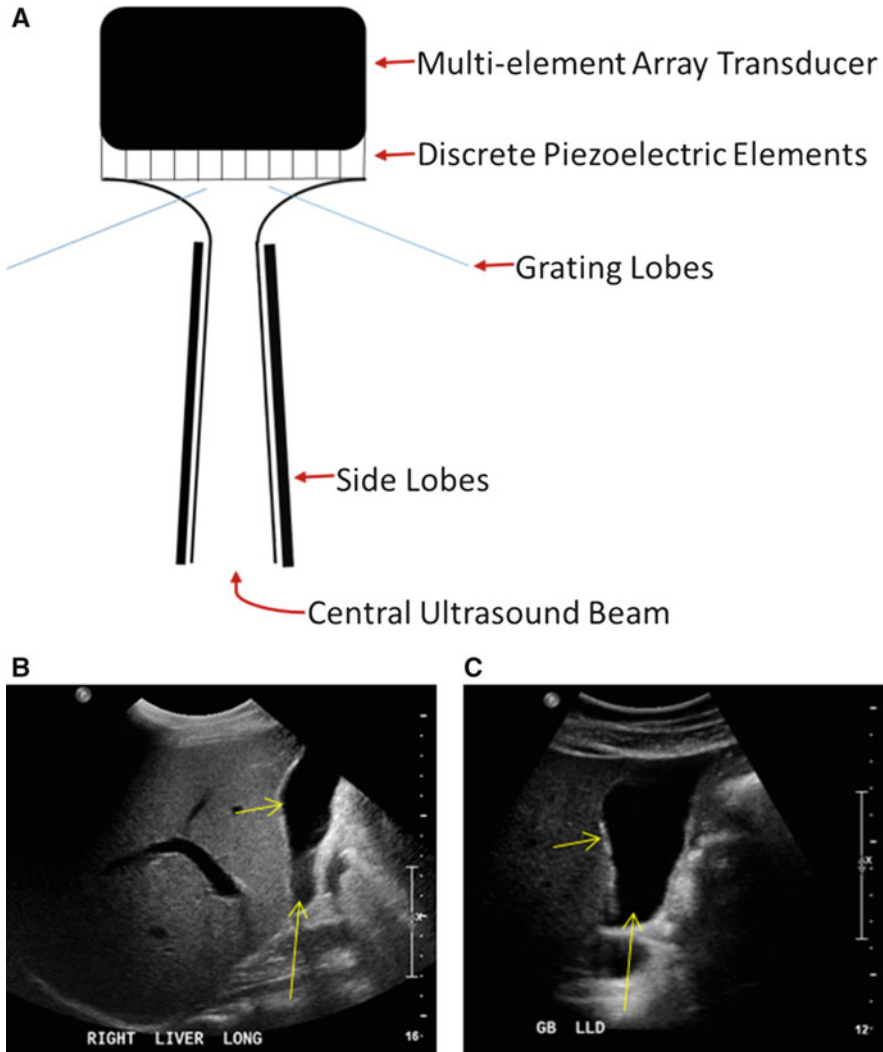 A
Multi-element Array Transducer
Discrete Piezoelectric Elements
Grating Lobes
Side Lobes
Central Ultrasound Beam
B
C
x
x
RIGHT LIVER LONG
16
GB LLD
12